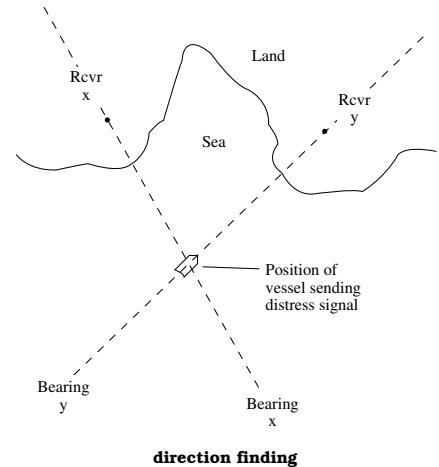 Land
Rcvr
x
Rcvr
y
Sea
Position of
vessel sending
distress signal
Bearing
y
Bearing
x
direction finding